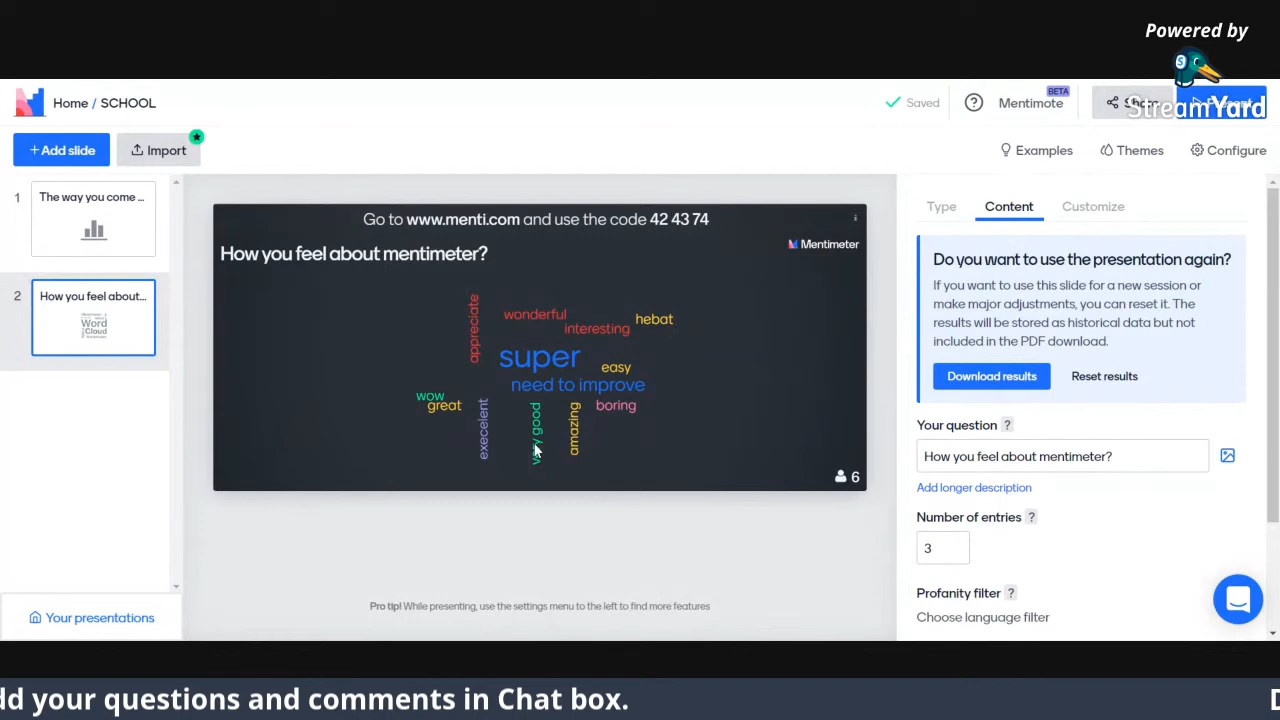 Powered by
StreamYard
Home / SCHOOL
Saved
Mentimote
BETA
+ Add slide
Import
Examples
Themes
Configure
1
The way you come ...
2
How you feel about...
Word
Cloud
Go to www.menti.com and use the code 42 43 74
How you feel about mentimeter?
Mentimeter
appreciate
wonderful
interesting
hebat
super
easy
need to improve
wow
great
execelent
very good
amazing
boring
6
Pro tip! While presenting, use the settings menu to the left to find more features
Your presentations
Type
Content
Customize
Do you want to use the presentation again?
If you want to use this slide for a new session or
make major adjustments, you can reset it. The
results will be stored as historical data but not
included in the PDF download.
Download results
Reset results
Your question ?
How you feel about mentimeter?
Add longer description
Number of entries ?
3
Profanity filter ?
Choose language filter
dd your questions and comments in Chat box.